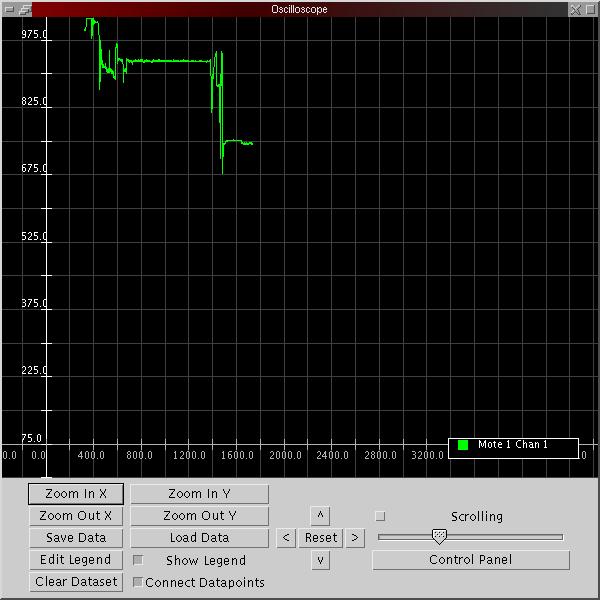 Oscilloscope
975.0
825.0
675.0
525.0
375.0
225.0
75.0
Mote 1 Chan 1
0.0 0.0 400.0 800.0 1200.0 1600.0 2000.0 2400.0 2800.0 3200.0 0
Zoom In X Zoom In Y
Zoom Out X Zoom Out Y ^ Scrolling
Save Data Load Data < Reset >
Edit Legend Show Legend v Control Panel
Clear Dataset Connect Datapoints